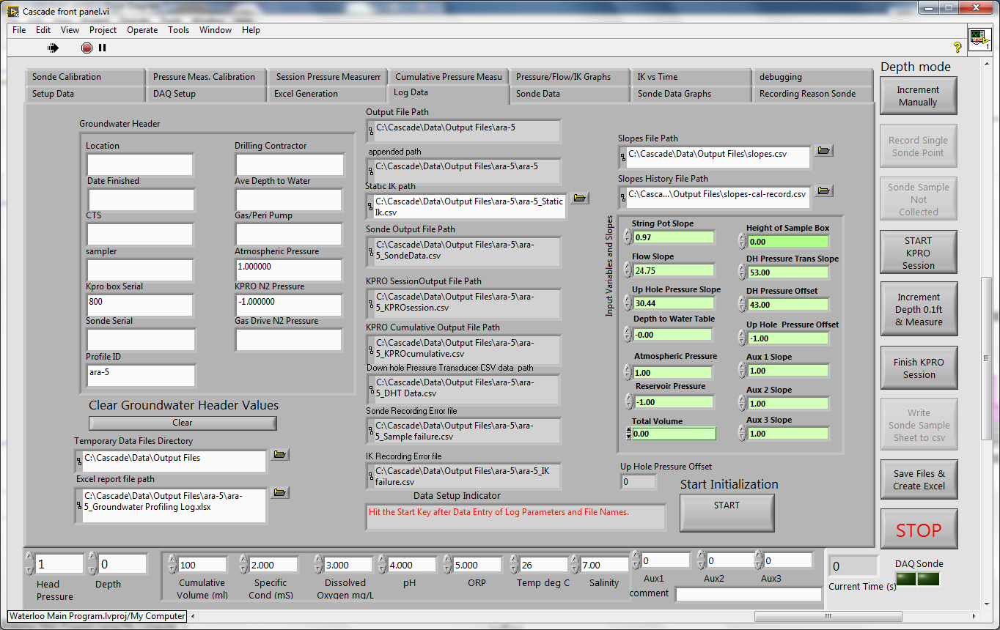 Cascade front panel.vi
File Edit View Project Operate Tools Window Help
1
Sonde Calibration
Pressure Meas. Calibration
Session Pressure Measurem
Cumulative Pressure Measu
Pressure/Flow/IK Graphs
IK vs Time
debugging
Setup Data
DAQ Setup
Excel Generation
Log Data
Sonde Data
Sonde Data Graphs
Recording Reason Sonde
Groundwater Header
Location
Date Finished
CTS
sampler
Kpro box Serial
800
Sonde Serial
Profile ID
ara-5
Drilling Contractor
Ave Depth to Water
Gas/Peri Pump
Atmospheric Pressure
1.000000
KPRO N2 Pressure
-1.000000
Gas Drive N2 Pressure
Clear Groundwater Header Values
Clear
Temporary Data Files Directory
C:\Cascade\Data\Output Files
Excel report file path
C:\Cascade\Data\Output Files\ara-5\ara-
5_Groundwater Profiling Log.xlsx
Output File Path
C:\Cascade\Data\Output Files\ara-5
appended path
C:\Cascade\Data\Output Files\ara-5\ara-5
Static IK path
C:\Cascade\Data\Output Files\ara-5\ara-5_Static
Ik.csv
Sonde Output File Path
C:\Cascade\Data\Output Files\ara-5\ara-
5_SondeData.csv
KPRO SessionOutput File Path
C:\Cascade\Data\Output Files\ara-5\ara-
5_KPROsession.csv
KPRO Cumulative Output File Path
C:\Cascade\Data\Output Files\ara-5\ara-
5_KPROcumulative.csv
Down hole Pressure Transducer CSV data path
C:\Cascade\Data\Output Files\ara-5\ara-
5_DHT Data.csv
Sonde Recording Error file
C:\Cascade\Data\Output Files\ara-5\ara-
5_Sample failure.csv
IK Recording Error file
C:\Cascade\Data\Output Files\ara-5\ara-5_IK
failure.csv
Data Setup Indicator
Hit the Start Key after Data Entry of Log Parameters and File Names.
Slopes File Path
C:\Cascade\Data\Output Files\slopes.csv
Slopes History File Path
C:\Casca...\Output Files\slopes-cal-record.csv
Input Variables and Slopes
String Pot Slope
0.97
Flow Slope
24.75
Up Hole Pressure Slope
30.44
Depth to Water Table
-0.00
Atmospheric Pressure
1.00
Reservoir Pressure
-1.00
Total Volume
0.00
Height of Sample Box
0.00
DH Pressure Trans Slope
53.00
DH Pressure Offset
43.00
Up Hole Pressure Offset
-1.00
Aux 1 Slope
1.00
Aux 2 Slope
1.00
Aux 3 Slope
1.00
Up Hole Pressure Offset
0
Start Initialization
START
Depth mode
Increment
Manually
Record Single
Sonde Point
Sonde Sample
Not
Collected
START
KPRO
Session
Increment
Depth 0.1ft
& Measure
Finish KPRO
Session
Write
Sonde Sample
Sheet to csv
Save Files &
Create Excel
STOP
DAQ Sonde
1
Head
Pressure
0
Depth
100
Cumulative
Volume (ml)
2.000
Specific
Cond (mS)
3.000
Dissolved
Oxygen mg/L
4.000
pH
5.000
ORP
26
Temp deg C
7.00
Salinity
0
Aux1
0
Aux2
0
Aux3
comment
0
Current Time (s)
Waterloo Main Program.lvproj/My Computer